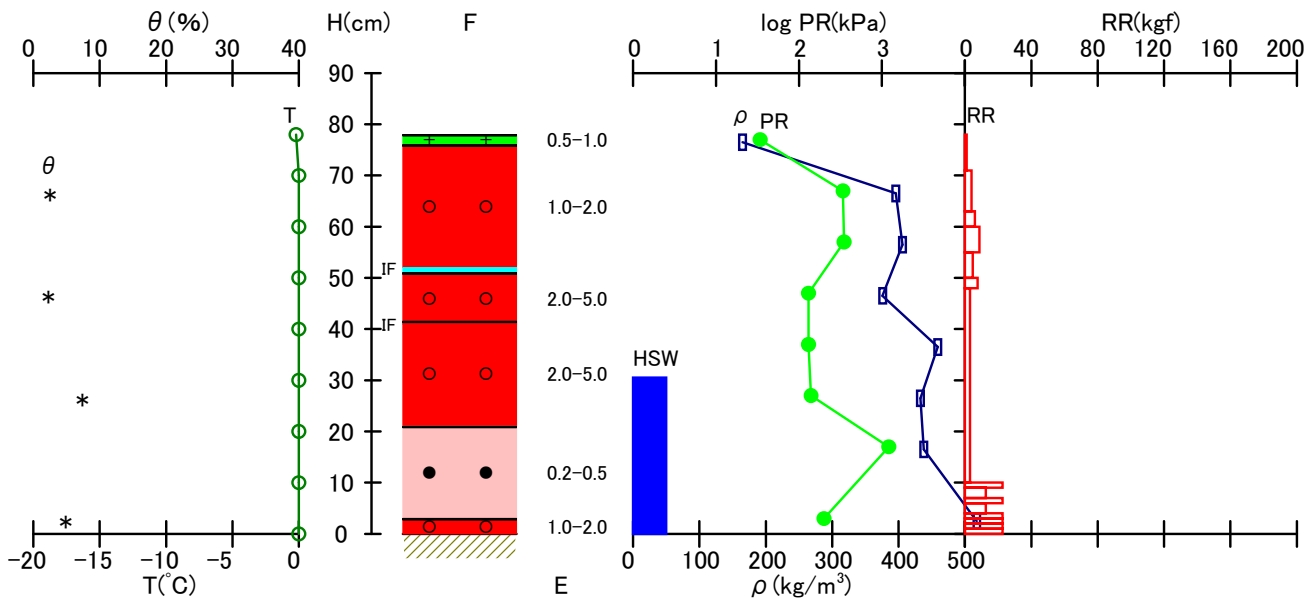 θ (%) H(cm) F log PR(kPa) RR(kgf)
0 10 20 30 40 0 1 2 3 0 40 80 120 160 200
90
80
70
60
50
40
30
20
10
0
T
θ
*
*
*
*
-20 -15 -10 -5 0
T(°C)
IF
IF
0.5-1.0
1.0-2.0
2.0-5.0
2.0-5.0
0.2-0.5
1.0-2.0
E
ρ PR
HSW
RR
0 100 200 300 400 500
ρ (kg/m³)